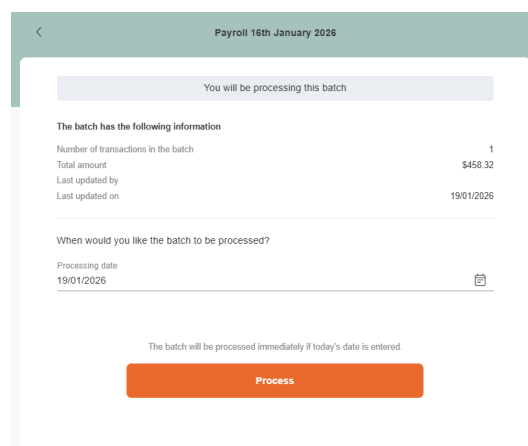 Payroll 16th January 2026
You will be processing this batch
The batch has the following information
Number of transactions in the batch 1
Total amount $458.32
Last updated by
Last updated on 19/01/2026
When would you like the batch to be processed?
Processing date
19/01/2026
The batch will be processed immediately if today's date is entered.
Process